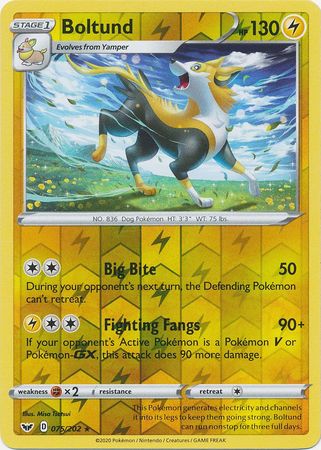 STAGE 1 Boltund HP 130
Evolves from Yamper
NO. 836 Dog Pokémon HT: 3'3" WT: 75 lbs.
Big Bite 50
During your opponent's next turn, the Defending Pokémon
can't retreat.
Fighting Fangs 90+
If your opponent's Active Pokémon is a Pokémon V or
Pokémon-GX, this attack does 90 more damage.
weakness ×2 resistance retreat
Illus. Misa Tsutsui
D 075/202 ★
This Pokémon generates electricity and channels
it into its legs to keep them going strong. Boltund
can run nonstop for three full days.
©2020 Pokémon / Nintendo / Creatures / GAME FREAK